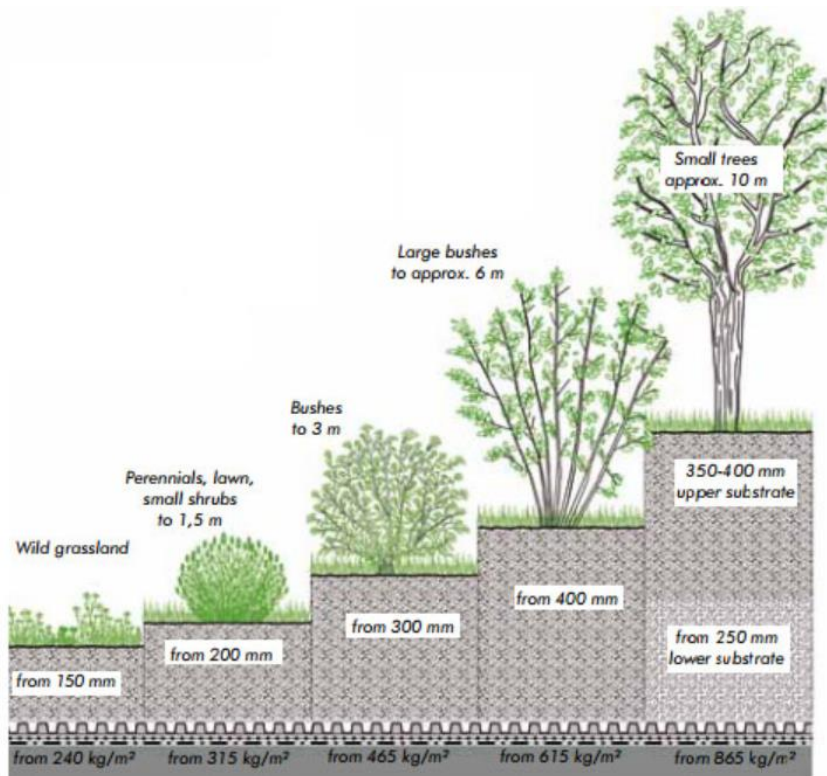 Small trees
approx. 10 m
Large bushes
to approx. 6 m
Bushes
to 3 m
Perennials, lawn,
small shrubs
to 1,5 m
Wild grassland
350-400 mm
upper substrate
from 400 mm
from 300 mm
from 200 mm
from 150 mm
from 250 mm
lower substrate
from 240 kg/m²
from 315 kg/m²
from 465 kg/m²
from 615 kg/m²
from 865 kg/m²